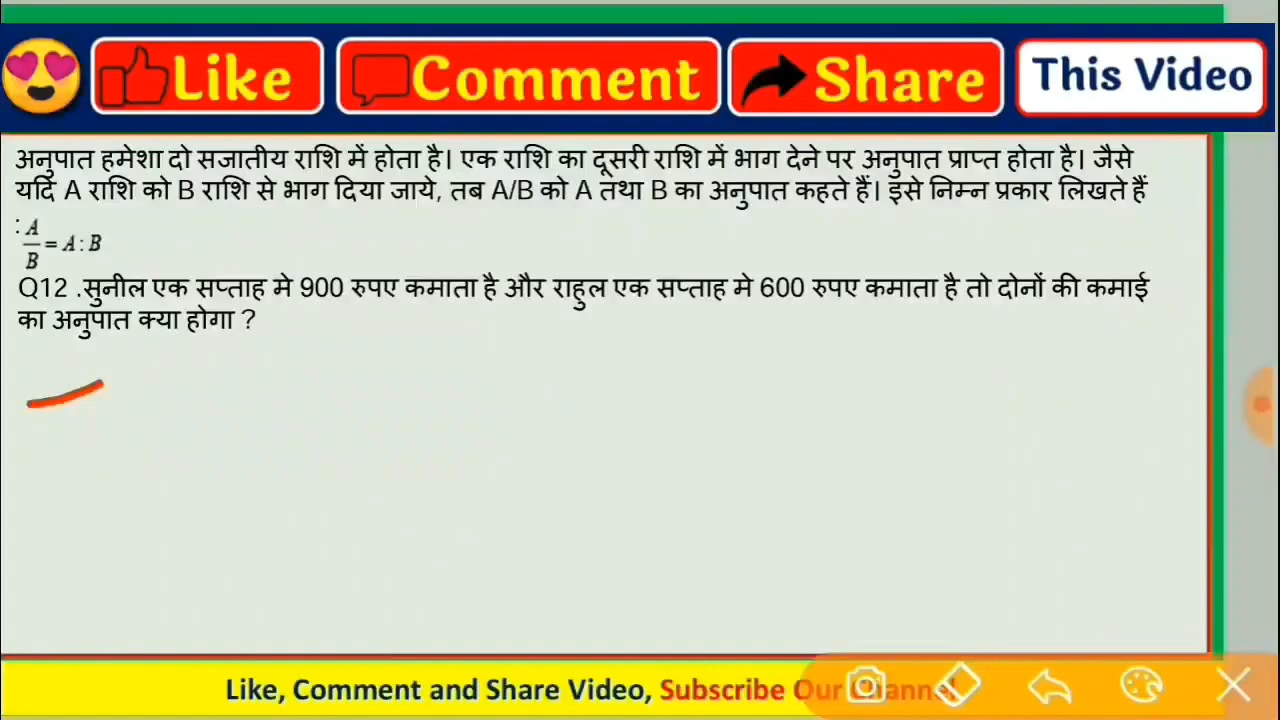 Like Comment Share This Video
अनुपात हमेशा दो सजातीय राशि में होता है। एक राशि का दूसरी राशि में भाग देने पर अनुपात प्राप्त होता है। जैसे
यदि A राशि को B राशि से भाग दिया जाये, तब A/B को A तथा B का अनुपात कहते हैं। इसे निम्न प्रकार लिखते हैं
: A/B = A : B
Q12 .सुनील एक सप्ताह मे 900 रुपए कमाता है और राहुल एक सप्ताह मे 600 रुपए कमाता है तो दोनों की कमाई
का अनुपात क्या होगा ?
Like, Comment and Share Video, Subscribe Our Channel